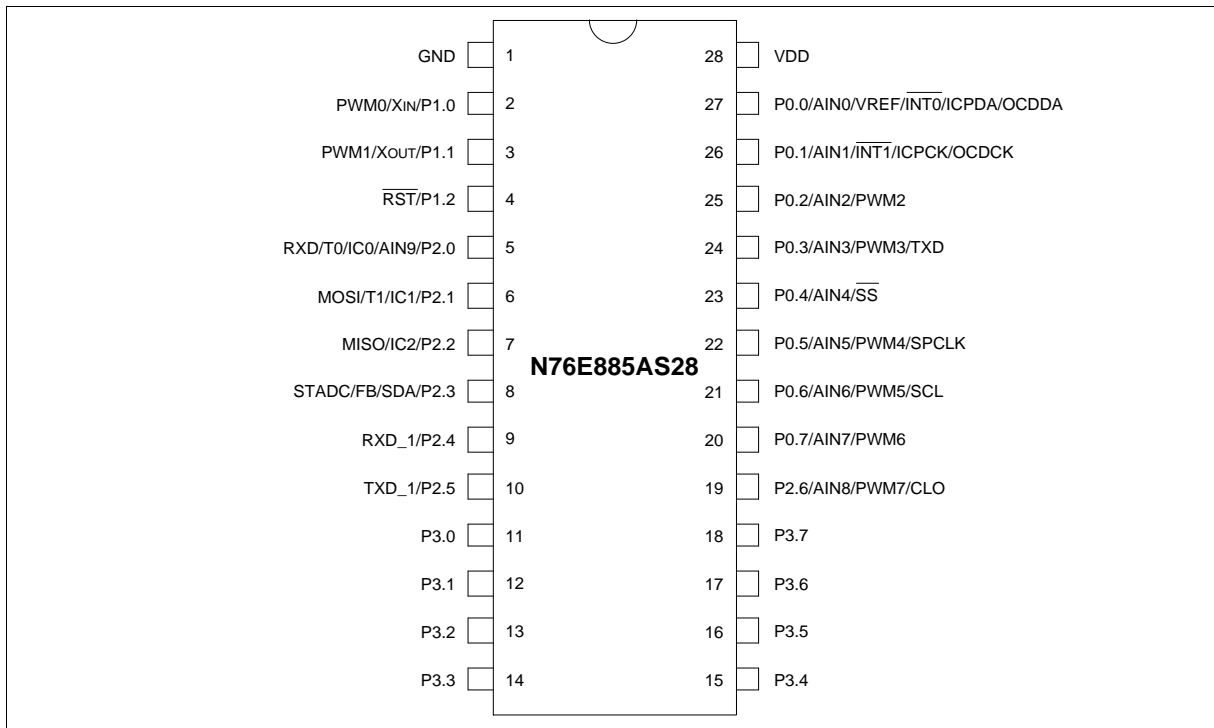 GND 1 28 VDD
PWM0/XIN/P1.0 2 27 P0.0/AIN0/VREF/INT0/ICPDA/OCDDA
PWM1/XOUT/P1.1 3 26 P0.1/AIN1/INT1/ICPCK/OCDCK
RST/P1.2 4 25 P0.2/AIN2/PWM2
RXD/T0/IC0/AIN9/P2.0 5 24 P0.3/AIN3/PWM3/TXD
MOSI/T1/IC1/P2.1 6 23 P0.4/AIN4/SS
MISO/IC2/P2.2 7 22 P0.5/AIN5/PWM4/SPCLK
N76E885AS28
STADC/FB/SDA/P2.3 8 21 P0.6/AIN6/PWM5/SCL
RXD_1/P2.4 9 20 P0.7/AIN7/PWM6
TXD_1/P2.5 10 19 P2.6/AIN8/PWM7/CLO
P3.0 11 18 P3.7
P3.1 12 17 P3.6
P3.2 13 16 P3.5
P3.3 14 15 P3.4